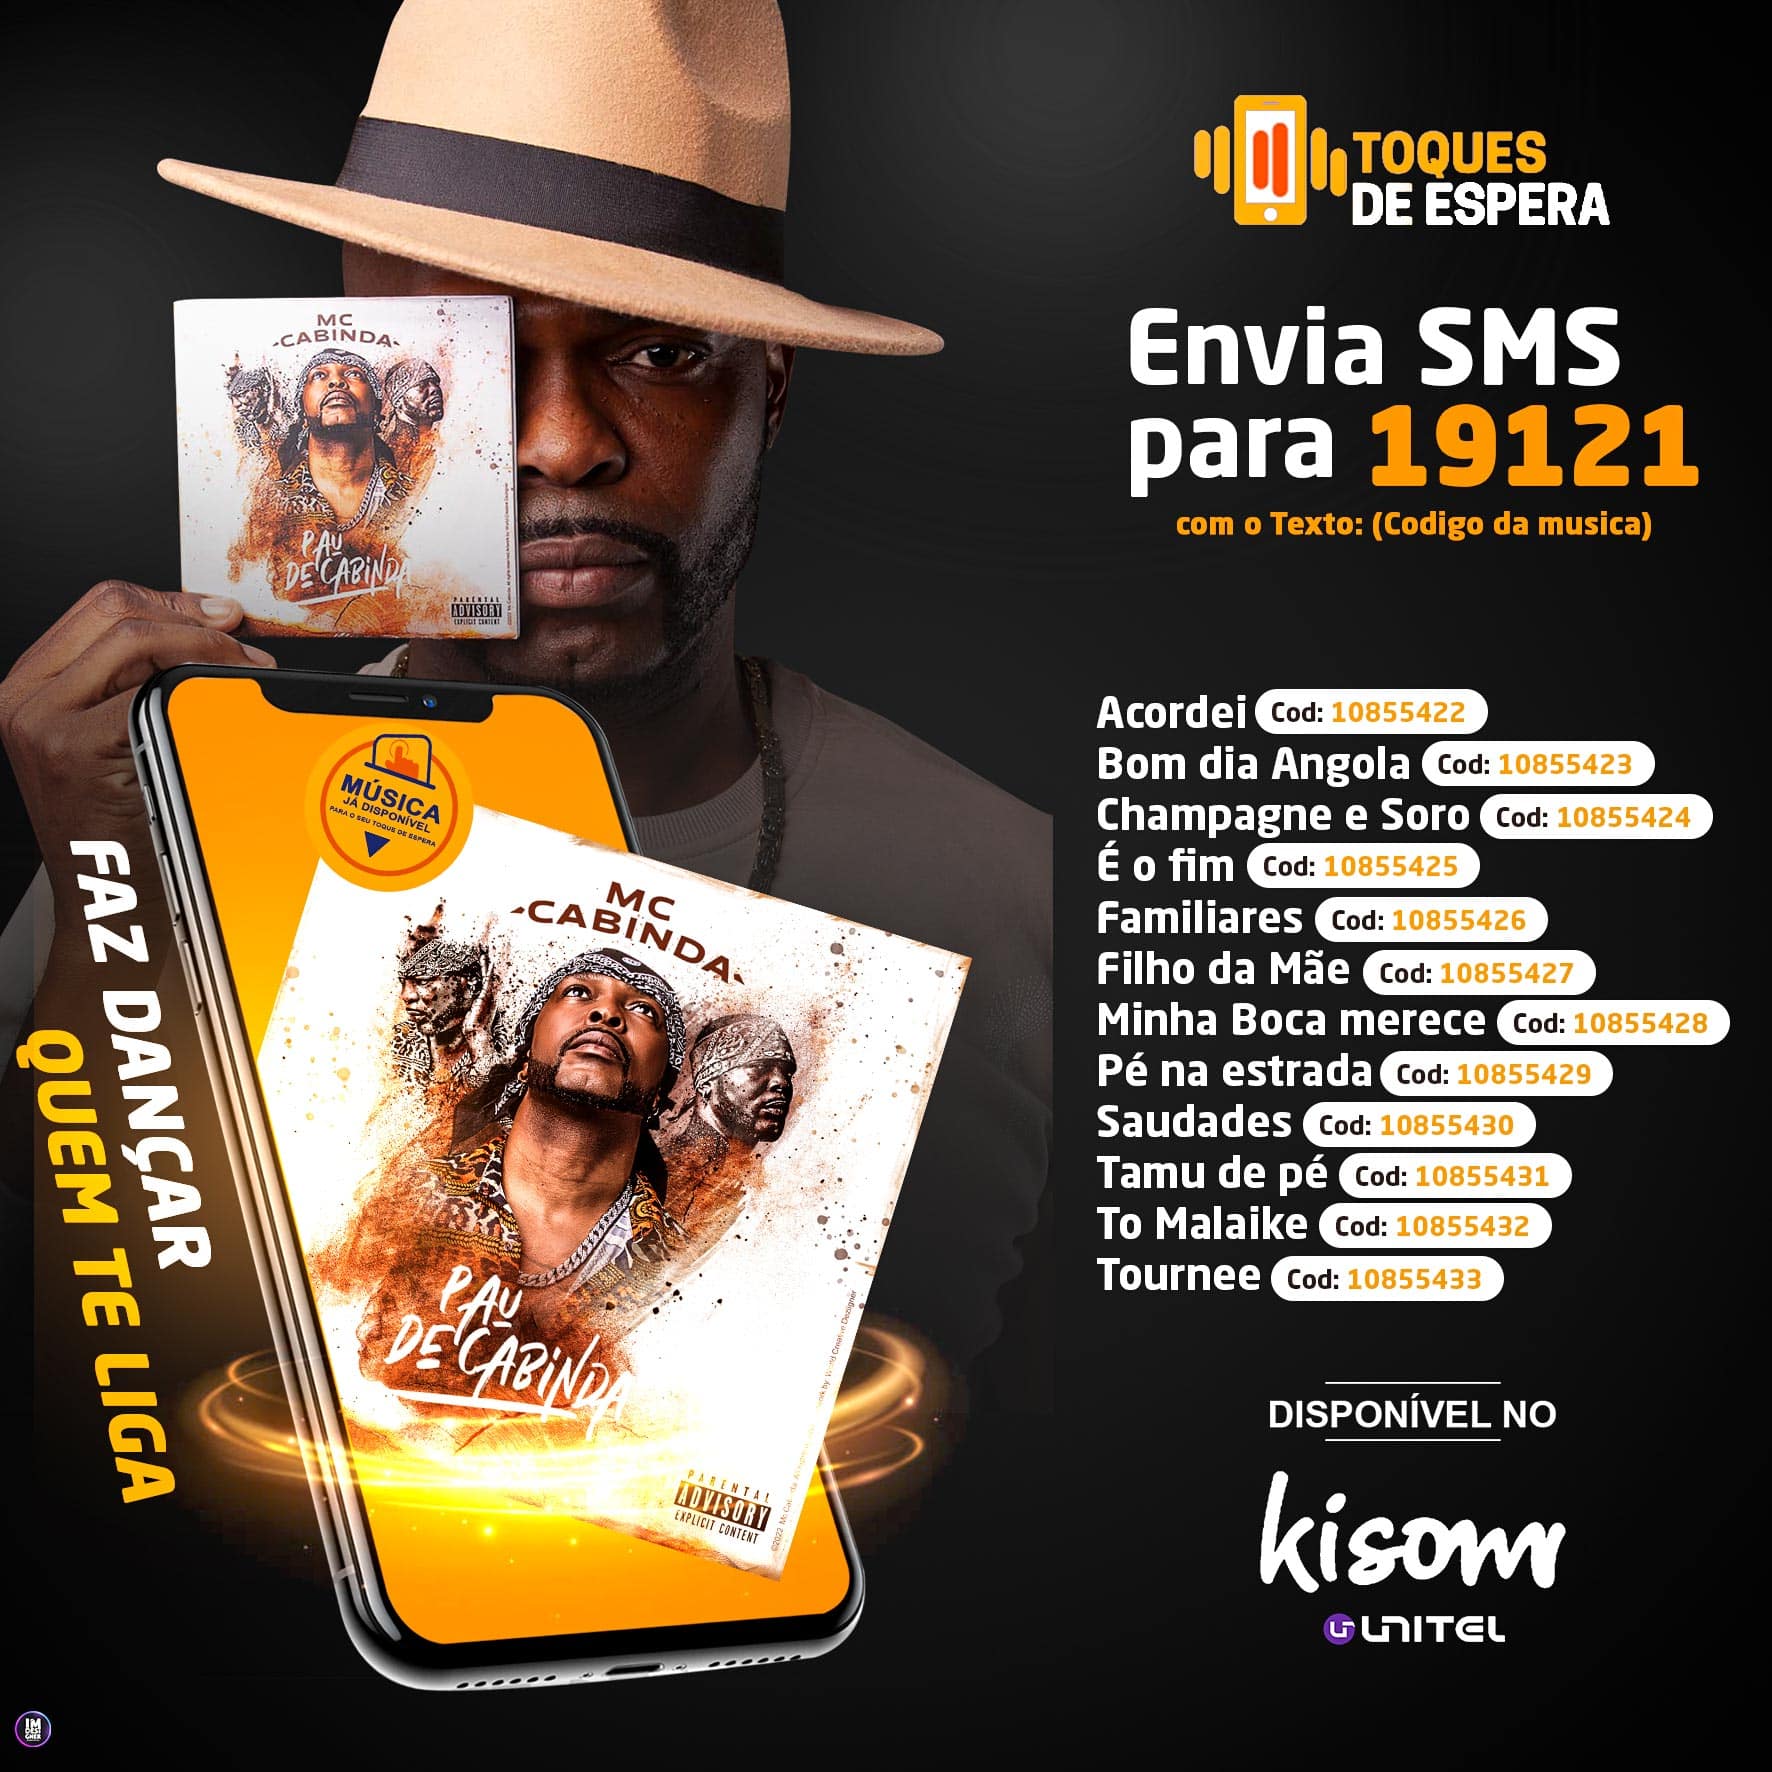 TOQUES
DE ESPERA
Envia SMS
para 19121
com o Texto: (Codigo da musica)
MC
-CABINDA-
PAU
DE CABINDA
PARENTAL
ADVISORY
EXPLICIT CONTENT
Acordei Cod: 10855422
Bom dia Angola Cod: 10855423
Champagne e Soro Cod: 10855424
É o fim Cod: 10855425
Familiares Cod: 10855426
Filho da Mãe Cod: 10855427
Minha Boca merece Cod: 10855428
Pé na estrada Cod: 10855429
Saudades Cod: 10855430
Tamu de pé Cod: 10855431
To Malaike Cod: 10855432
Tournee Cod: 10855433
MÚSICA
JÁ DISPONÍVEL
PARA O SEU TOQUE DE ESPERA
MC
-CABINDA-
PAU
DE CABINDA
PARENTAL
ADVISORY
EXPLICIT CONTENT
FAZ DANÇAR
QUEM TE LIGA
DISPONÍVEL NO
kisom
UNITEL
IM
DESI
GNER